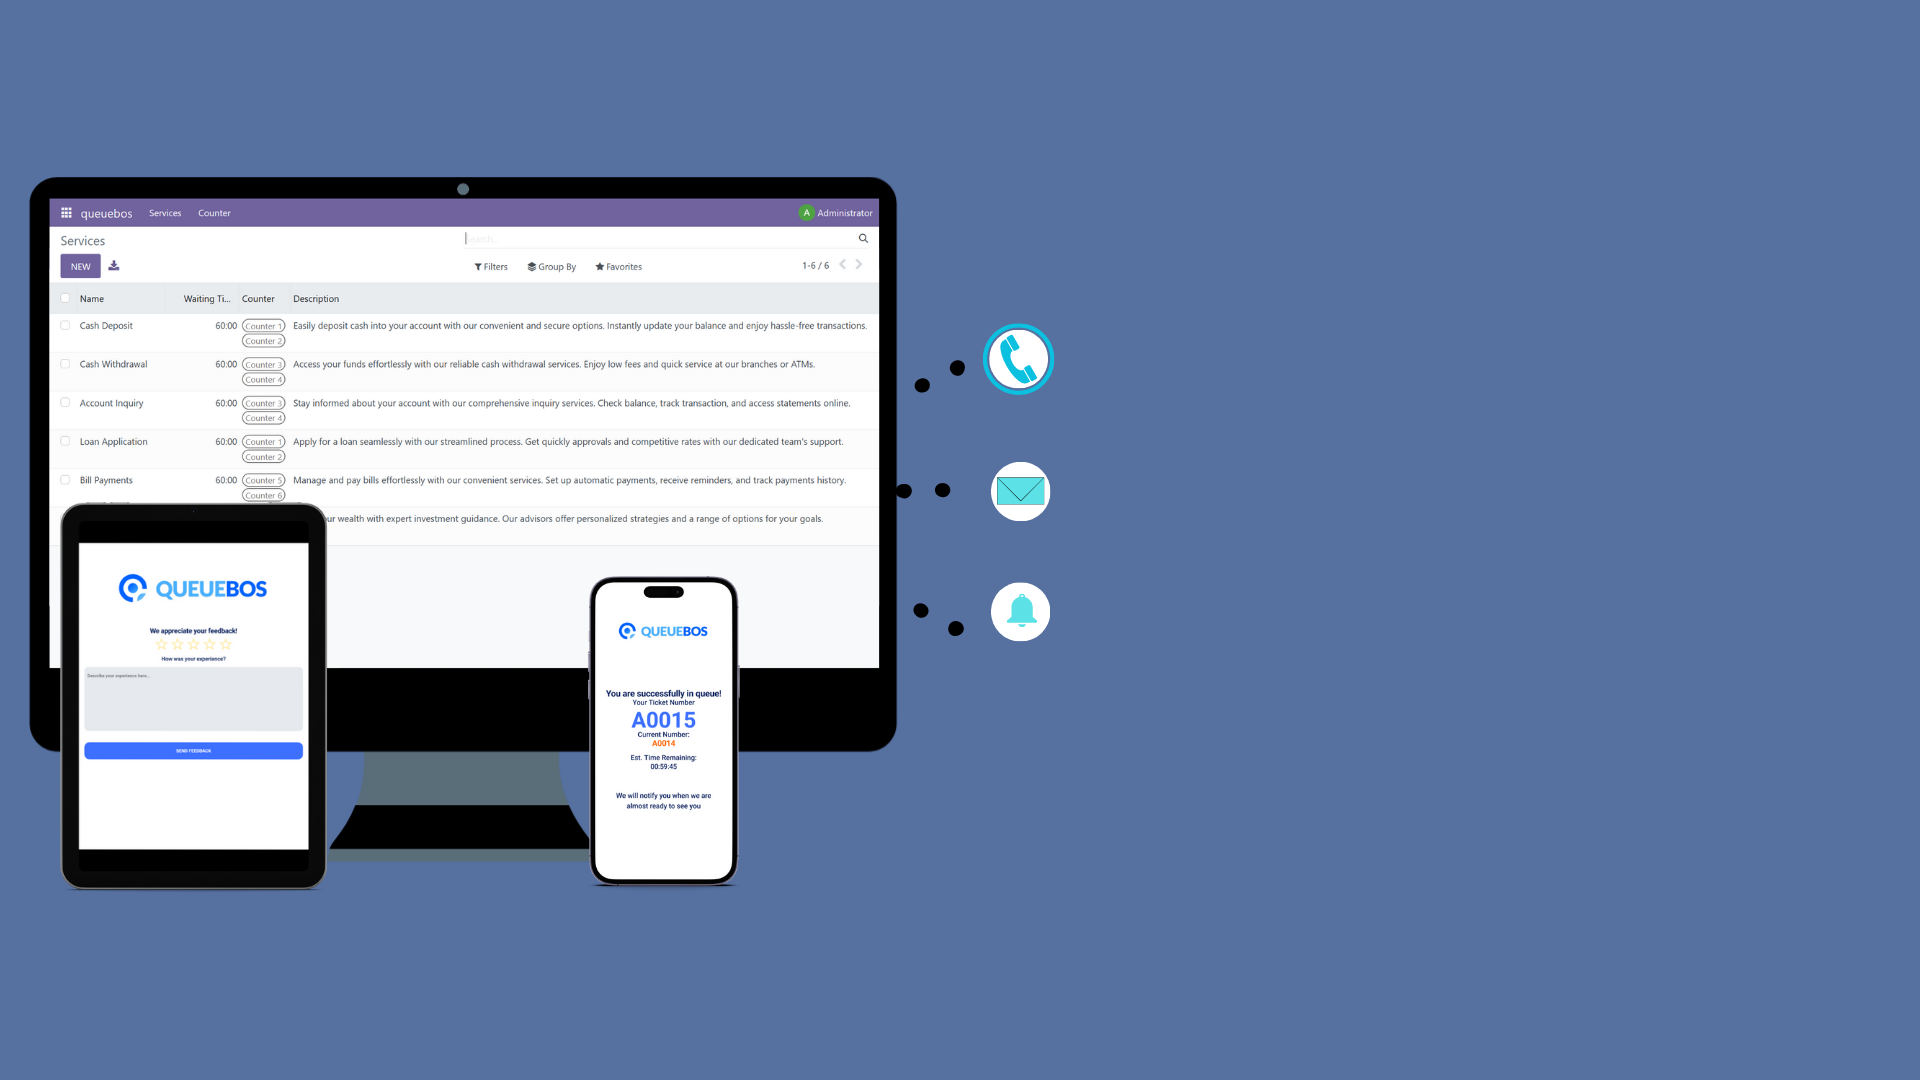 queuebos Services Counter A Administrator
Services
NEW
Filters Group By Favorites 1-6 / 6
Name Waiting Ti... Counter Description
Cash Deposit 60:00 Counter 1 Easily deposit cash into your account with our convenient and secure options. Instantly update your balance and enjoy hassle-free transactions.
Counter 2
Cash Withdrawal 60:00 Counter 3 Access your funds effortlessly with our reliable cash withdrawal services. Enjoy low fees and quick service at our branches or ATMs.
Counter 4
Account Inquiry 60:00 Counter 3 Stay informed about your account with our comprehensive inquiry services. Check balance, track transaction, and access statements online.
Counter 4
Loan Application 60:00 Counter 1 Apply for a loan seamlessly with our streamlined process. Get quickly approvals and competitive rates with our dedicated team's support.
Counter 2
Bill Payments 60:00 Counter 5 Manage and pay bills effortlessly with our convenient services. Set up automatic payments, receive reminders, and track payments history.
Counter 6
wealth with expert investment guidance. Our advisors offer personalized strategies and a range of options for your goals.
QUEUEBOS
We appreciate your feedback!
How was your experience?
Describe your experience here...
SEND FEEDBACK
QUEUEBOS
You are successfully in queue!
Your Ticket Number
A0015
Current Number:
A0014
Est. Time Remaining:
00:59:45
We will notify you when we are
almost ready to see you